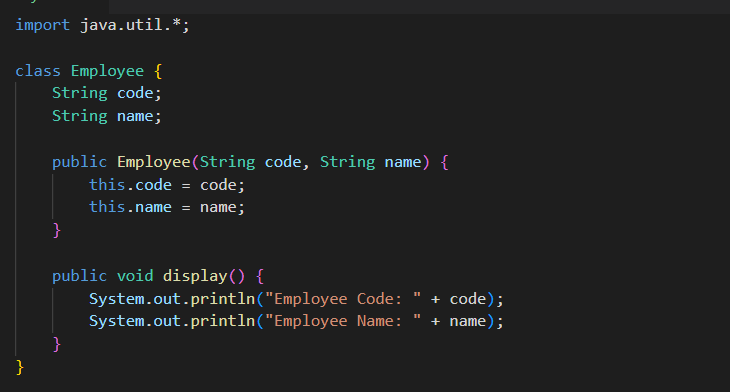 import java.util.*;
class Employee {
    String code;
    String name;
    public Employee(String code, String name) {
        this.code = code;
        this.name = name;
    }
    public void display() {
        System.out.println("Employee Code: " + code);
        System.out.println("Employee Name: " + name);
    }
}